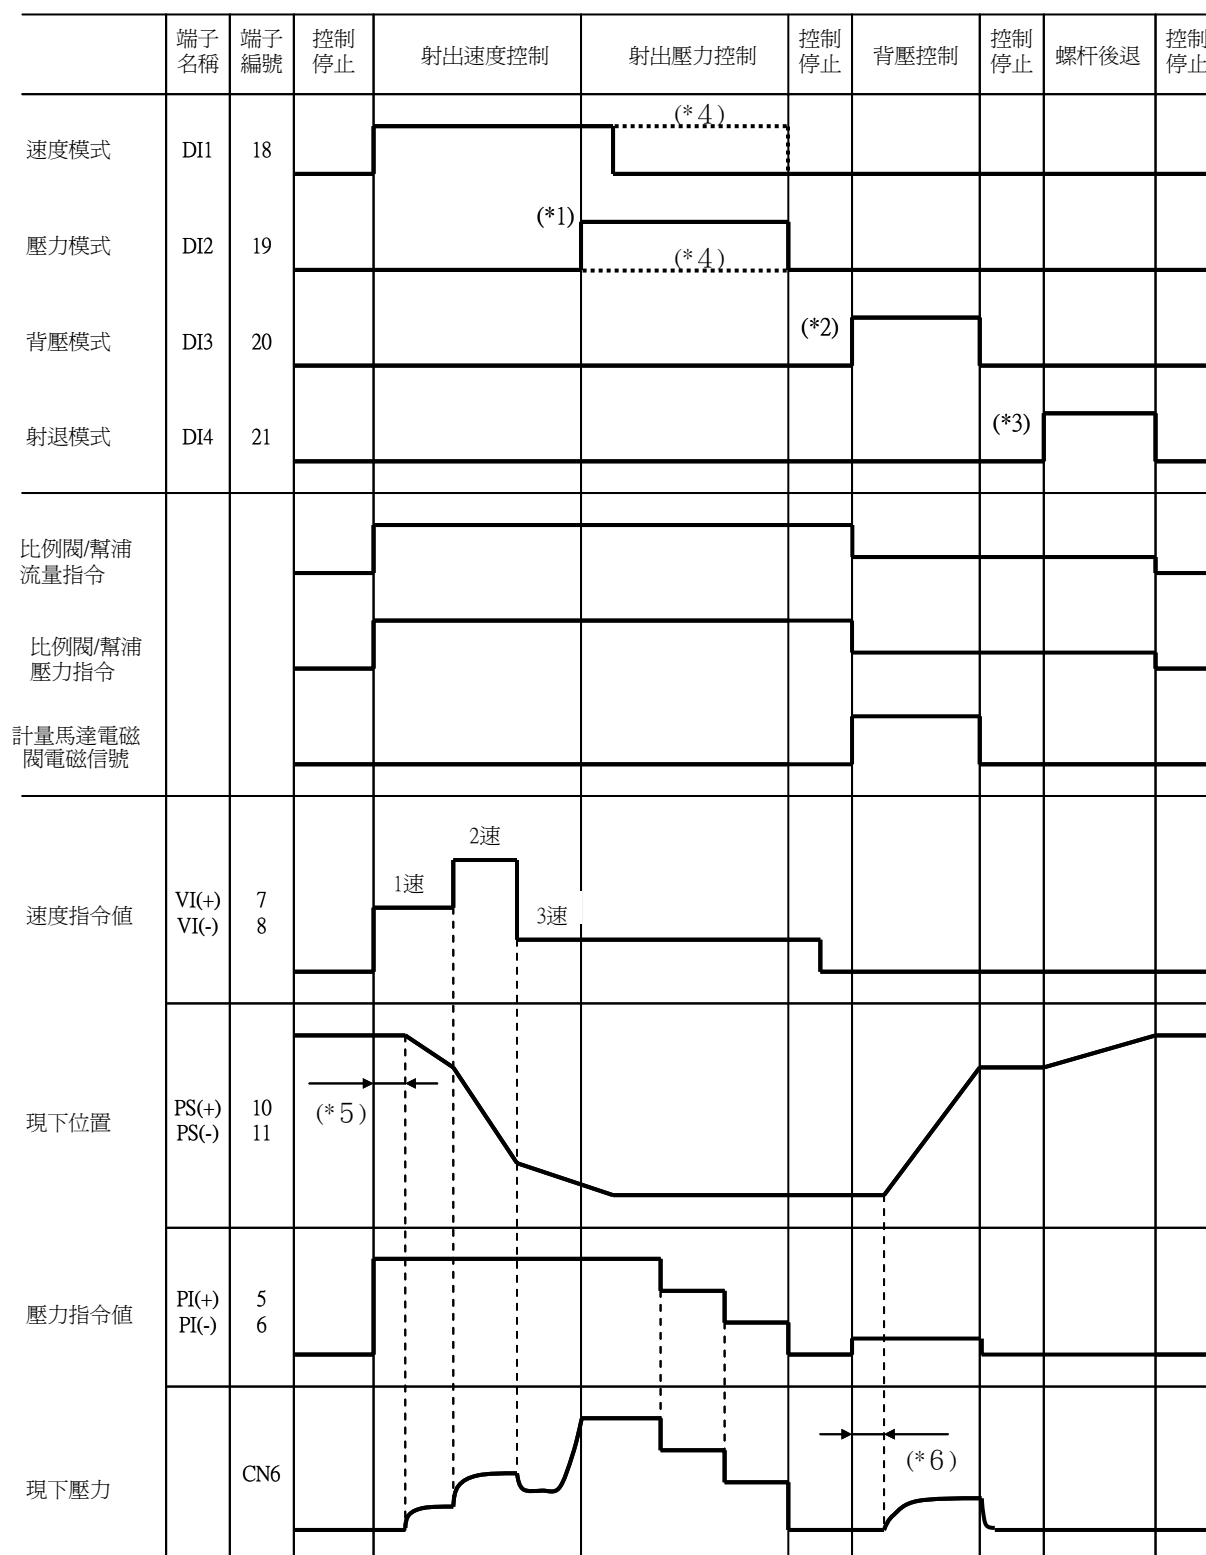 端子 端子 控制 控制 控制 控制
名稱 編號 停止 射出速度控制 射出壓力控制 停止 背壓控制 停止 螺杆後退 停止
(*4)
速度模式 DI1 18
(*1)
壓力模式 DI2 19 (*4)
(*2)
背壓模式 DI3 20
(*3)
射退模式 DI4 21
比例閥/幫浦
流量指令
比例閥/幫浦
壓力指令
計量馬達電磁
閥電磁信號
2速
1速
速度指令値 VI(+) 7 3速
VI(-) 8
現下位置 PS(+) 10 (*5)
PS(-) 11
壓力指令値 PI(+) 5
PI(-) 6
(*6)
現下壓力 CN6